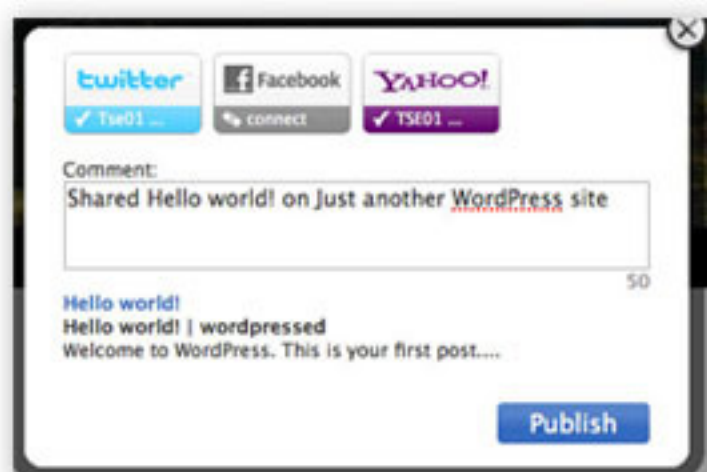 twitter Facebook YAHOO!
Tse01 ... connect TSE01 ...
Comment:
Shared Hello world! on Just another WordPress site
50
Hello world!
Hello world! | wordpressed
Welcome to WordPress. This is your first post....
Publish